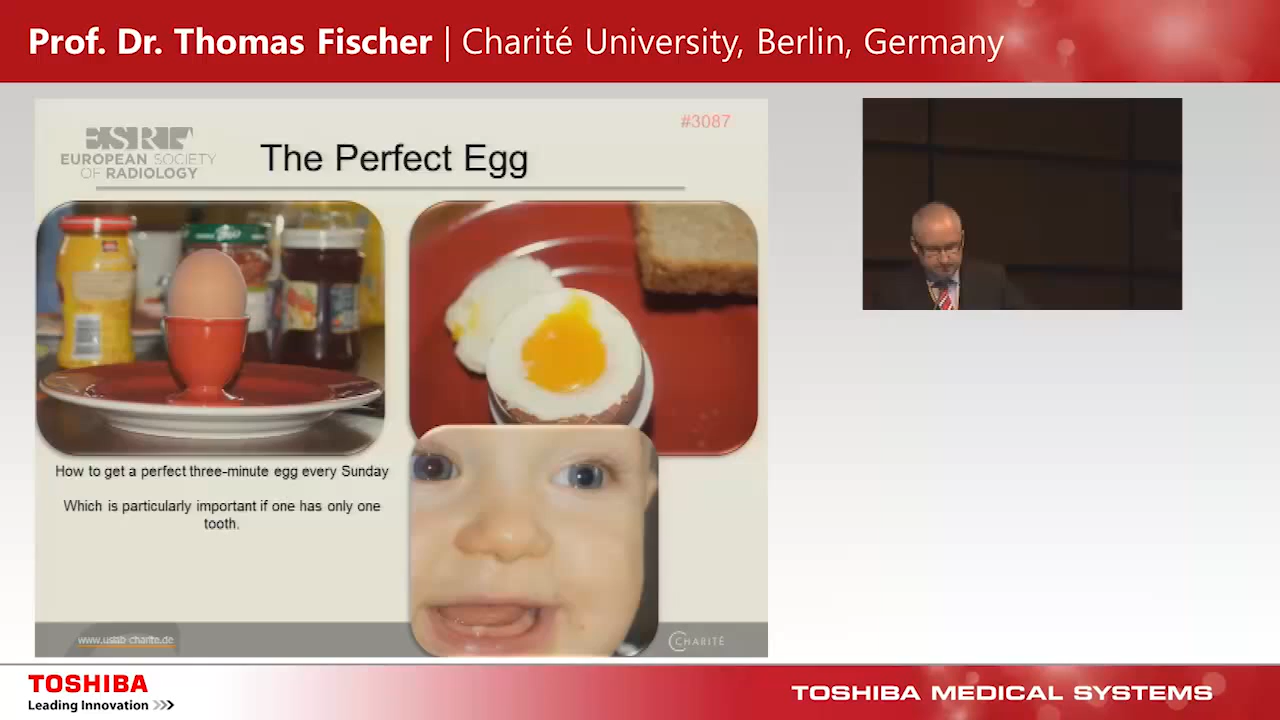 Prof. Dr. Thomas Fischer | Charité University, Berlin, Germany
#3087
EUROPEAN SOCIETY
OF RADIOLOGY
The Perfect Egg
How to get a perfect three-minute egg every Sunday
Which is particularly important if one has only one
tooth.
www.uslab-charite.de
CHARITÉ
TOSHIBA
Leading Innovation >>>
TOSHIBA MEDICAL SYSTEMS